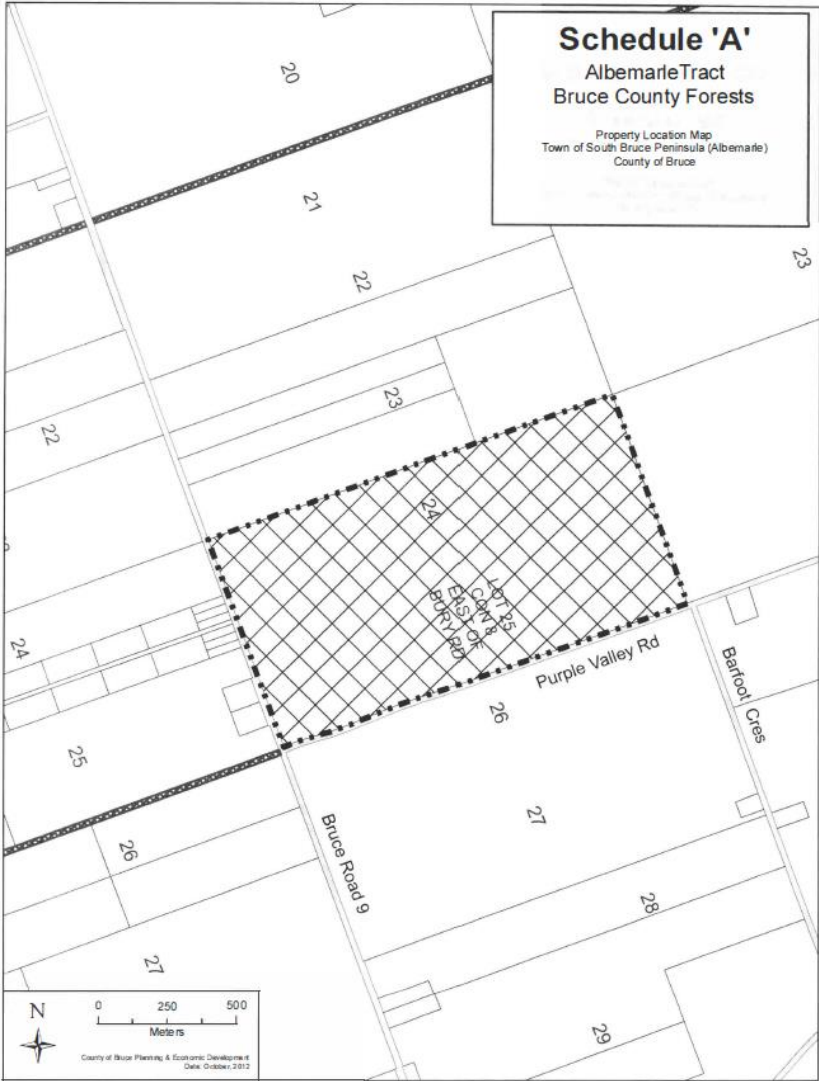 Schedule 'A'
AlbemarleTract
Bruce County Forests
Property Location Map
Town of South Bruce Peninsula (Albemarle)
County of Bruce
20
21
22
23
23
22
24
LOT 25
CON 8
EAST OF
BURY RD
24
Purple Valley Rd
Barfoot Cres
26
25
27
26
Bruce Road 9
28
27
29
N
0 250 500
Meters
County of Bruce Planning & Economic Development
Date: October, 2012